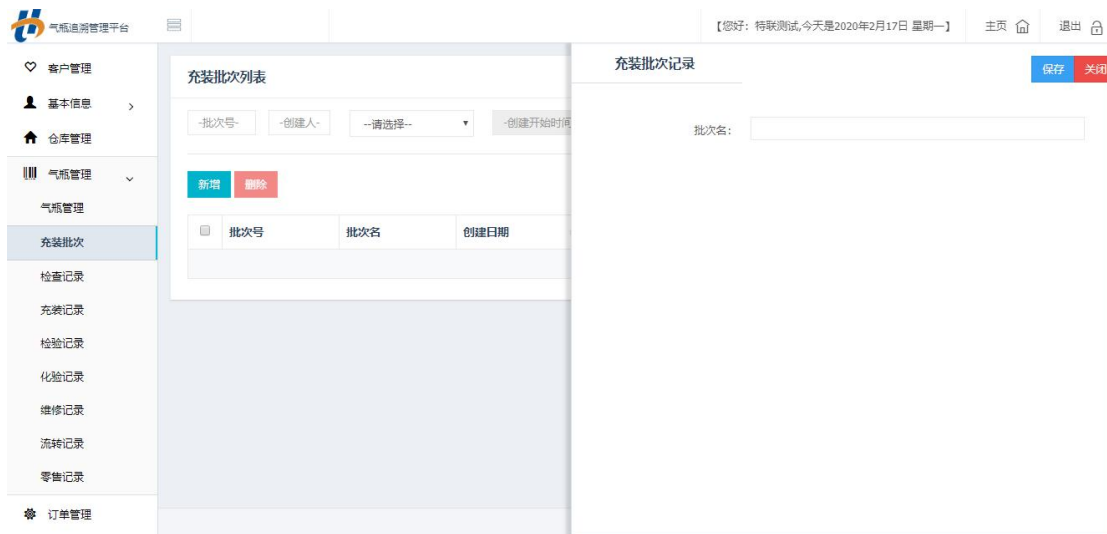 气瓶追溯管理平台
【您好：特联测试,今天是2020年2月17日 星期一】 主页 退出
客户管理
基本信息
仓库管理
气瓶管理
气瓶管理
充装批次
检查记录
充装记录
检验记录
化验记录
维修记录
流转记录
零售记录
订单管理
充装批次列表
-批次号- -创建人- --请选择-- -创建开始时间
新增 删除
批次号 批次名 创建日期
充装批次记录
保存 关闭
批次名：